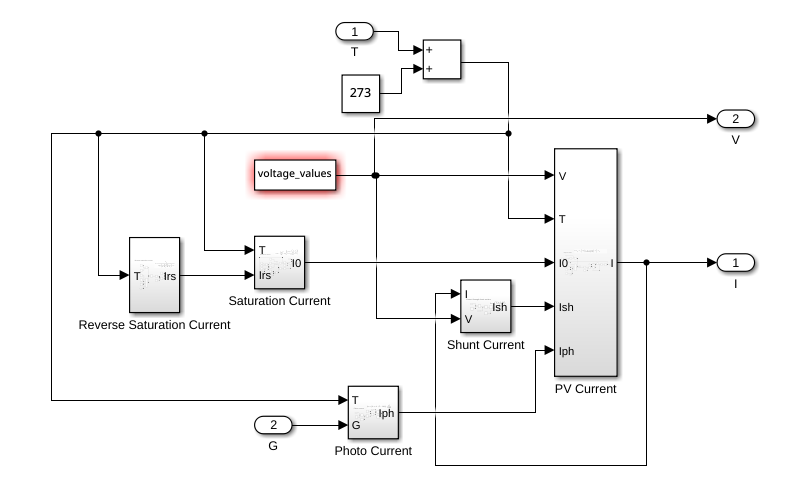 1
T
+
+
273
2
V
voltage_values
V
T
I0
Ish
Iph
I
PV Current
1
I
T
Irs
Reverse Saturation Current
T
Irs
I0
Saturation Current
I
V
Ish
Shunt Current
T
G
Iph
Photo Current
2
G